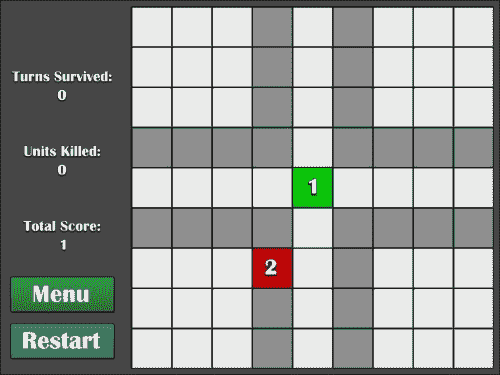 Turns Survived:
0
Units Killed:
0
Total Score:
1
Menu
Restart
1
2